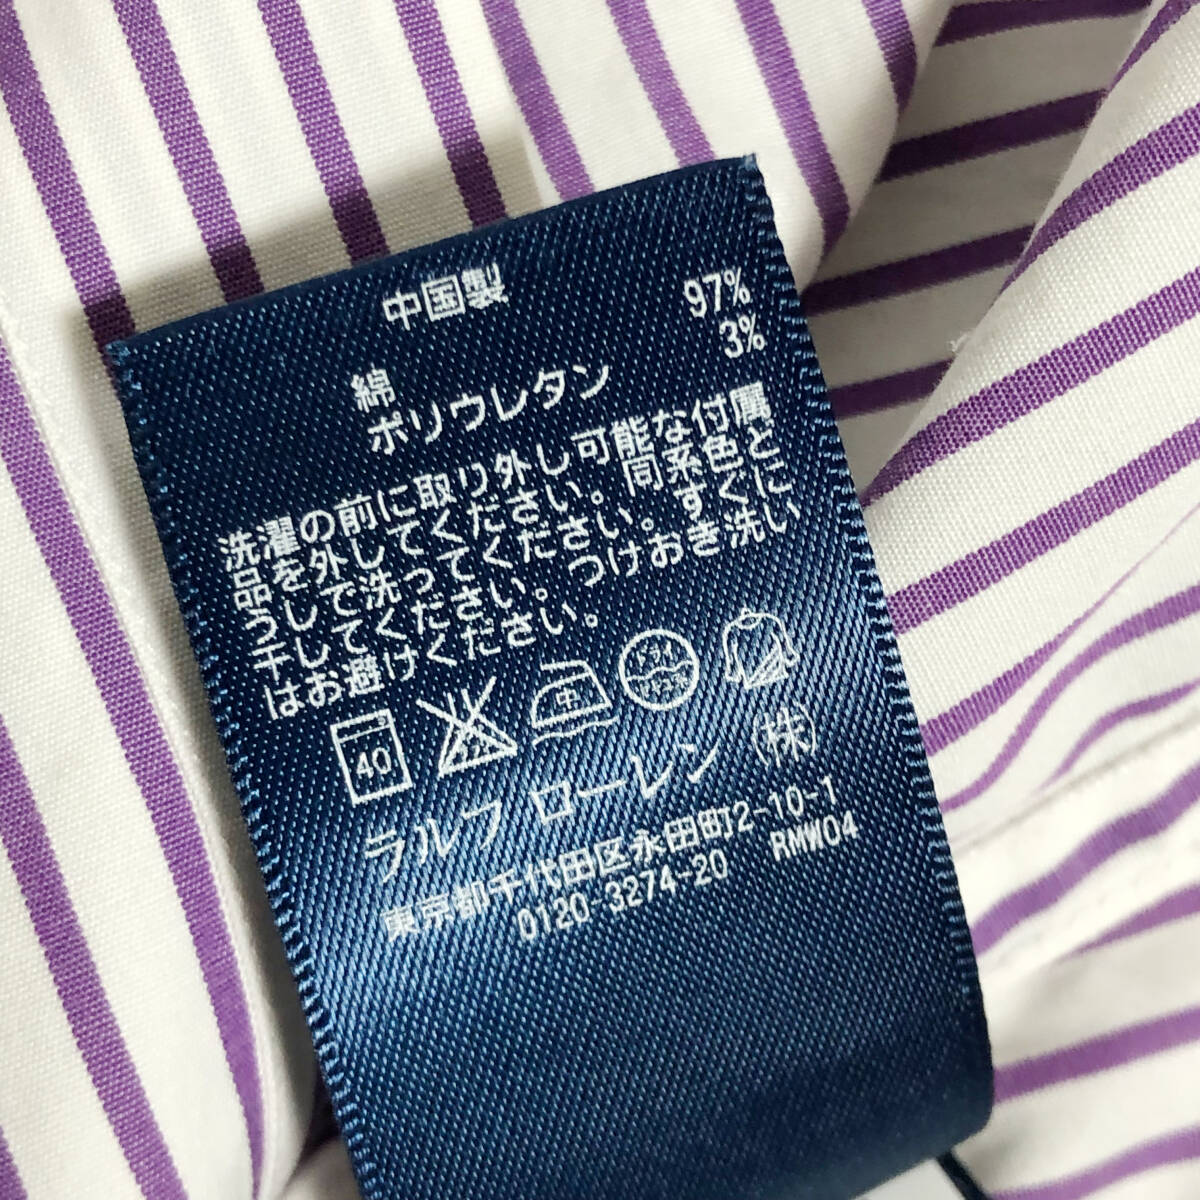 中国製
綿 97%
ポリウレタン 3%
洗濯の前に取り外し可能な付属
品を外してください。同系色と
うして洗ってください。すぐに
干してください。つけおき洗い
はお避けください。
40
中
ドライ
ラルフ ローレン (株)
東京都千代田区永田町2-10-1
0120-3274-20 RMW04